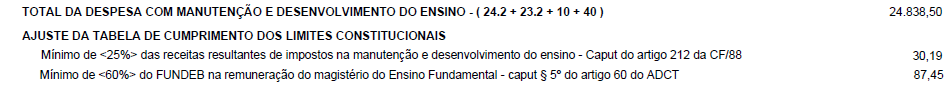 TOTAL DA DESPESA COM MANUTENÇÃO E DESENVOLVIMENTO DO ENSINO - ( 24.2 + 23.2 + 10 + 40 ) 24.838,50
AJUSTE DA TABELA DE CUMPRIMENTO DOS LIMITES CONSTITUCIONAIS
Mínimo de <25%> das receitas resultantes de impostos na manutenção e desenvolvimento do ensino - Caput do artigo 212 da CF/88 30,19
Mínimo de <60%> do FUNDEB na remuneração do magistério do Ensino Fundamental - caput § 5º do artigo 60 do ADCT 87,45